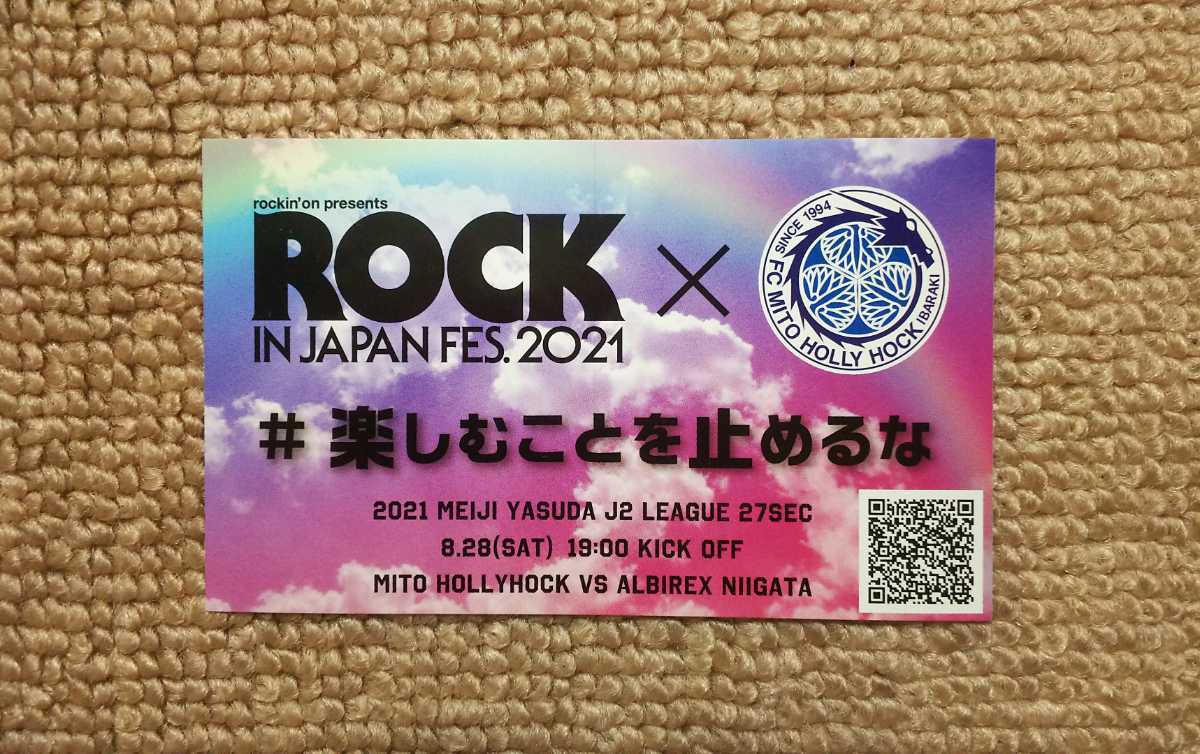 rockin'on presents
ROCK
IN JAPAN FES. 2021
×
SINCE 1994
FC MITO HOLLY HOCK IBARAKI
# 楽しむことを止めるな
2021 MEIJI YASUDA J2 LEAGUE 27SEC
8.28(SAT) 19:00 KICK OFF
MITO HOLLYHOCK VS ALBIREX NIIGATA